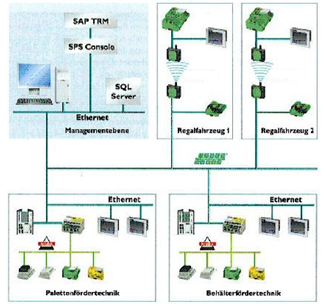 SAP TRM
SPS Console
SQL
Server
Ethernet
Managementebene
Regalfahrzeug 1
Regalfahrzeug 2
Ethernet
Ethernet
Palettenfördertechnik
Behälterfördertechnik